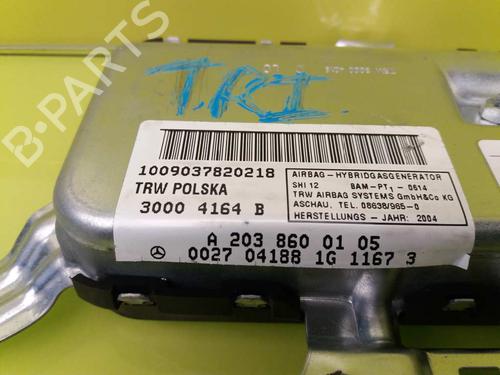 T.R.I.
1009037820218
TRW POLSKA
3000 4164 B
AIRBAG-HYBRIDGASGENERATOR
SHI 12 BAM-PT1-0514
TRW AIRBAG SYSTEMS GmbH&Co KG
ASCHAU, TEL. 08638/965-0
HERSTELLUNGS - JAHR: 2004
A 203 860 01 05
0027 04188 1G 1167 3
B-PARTS